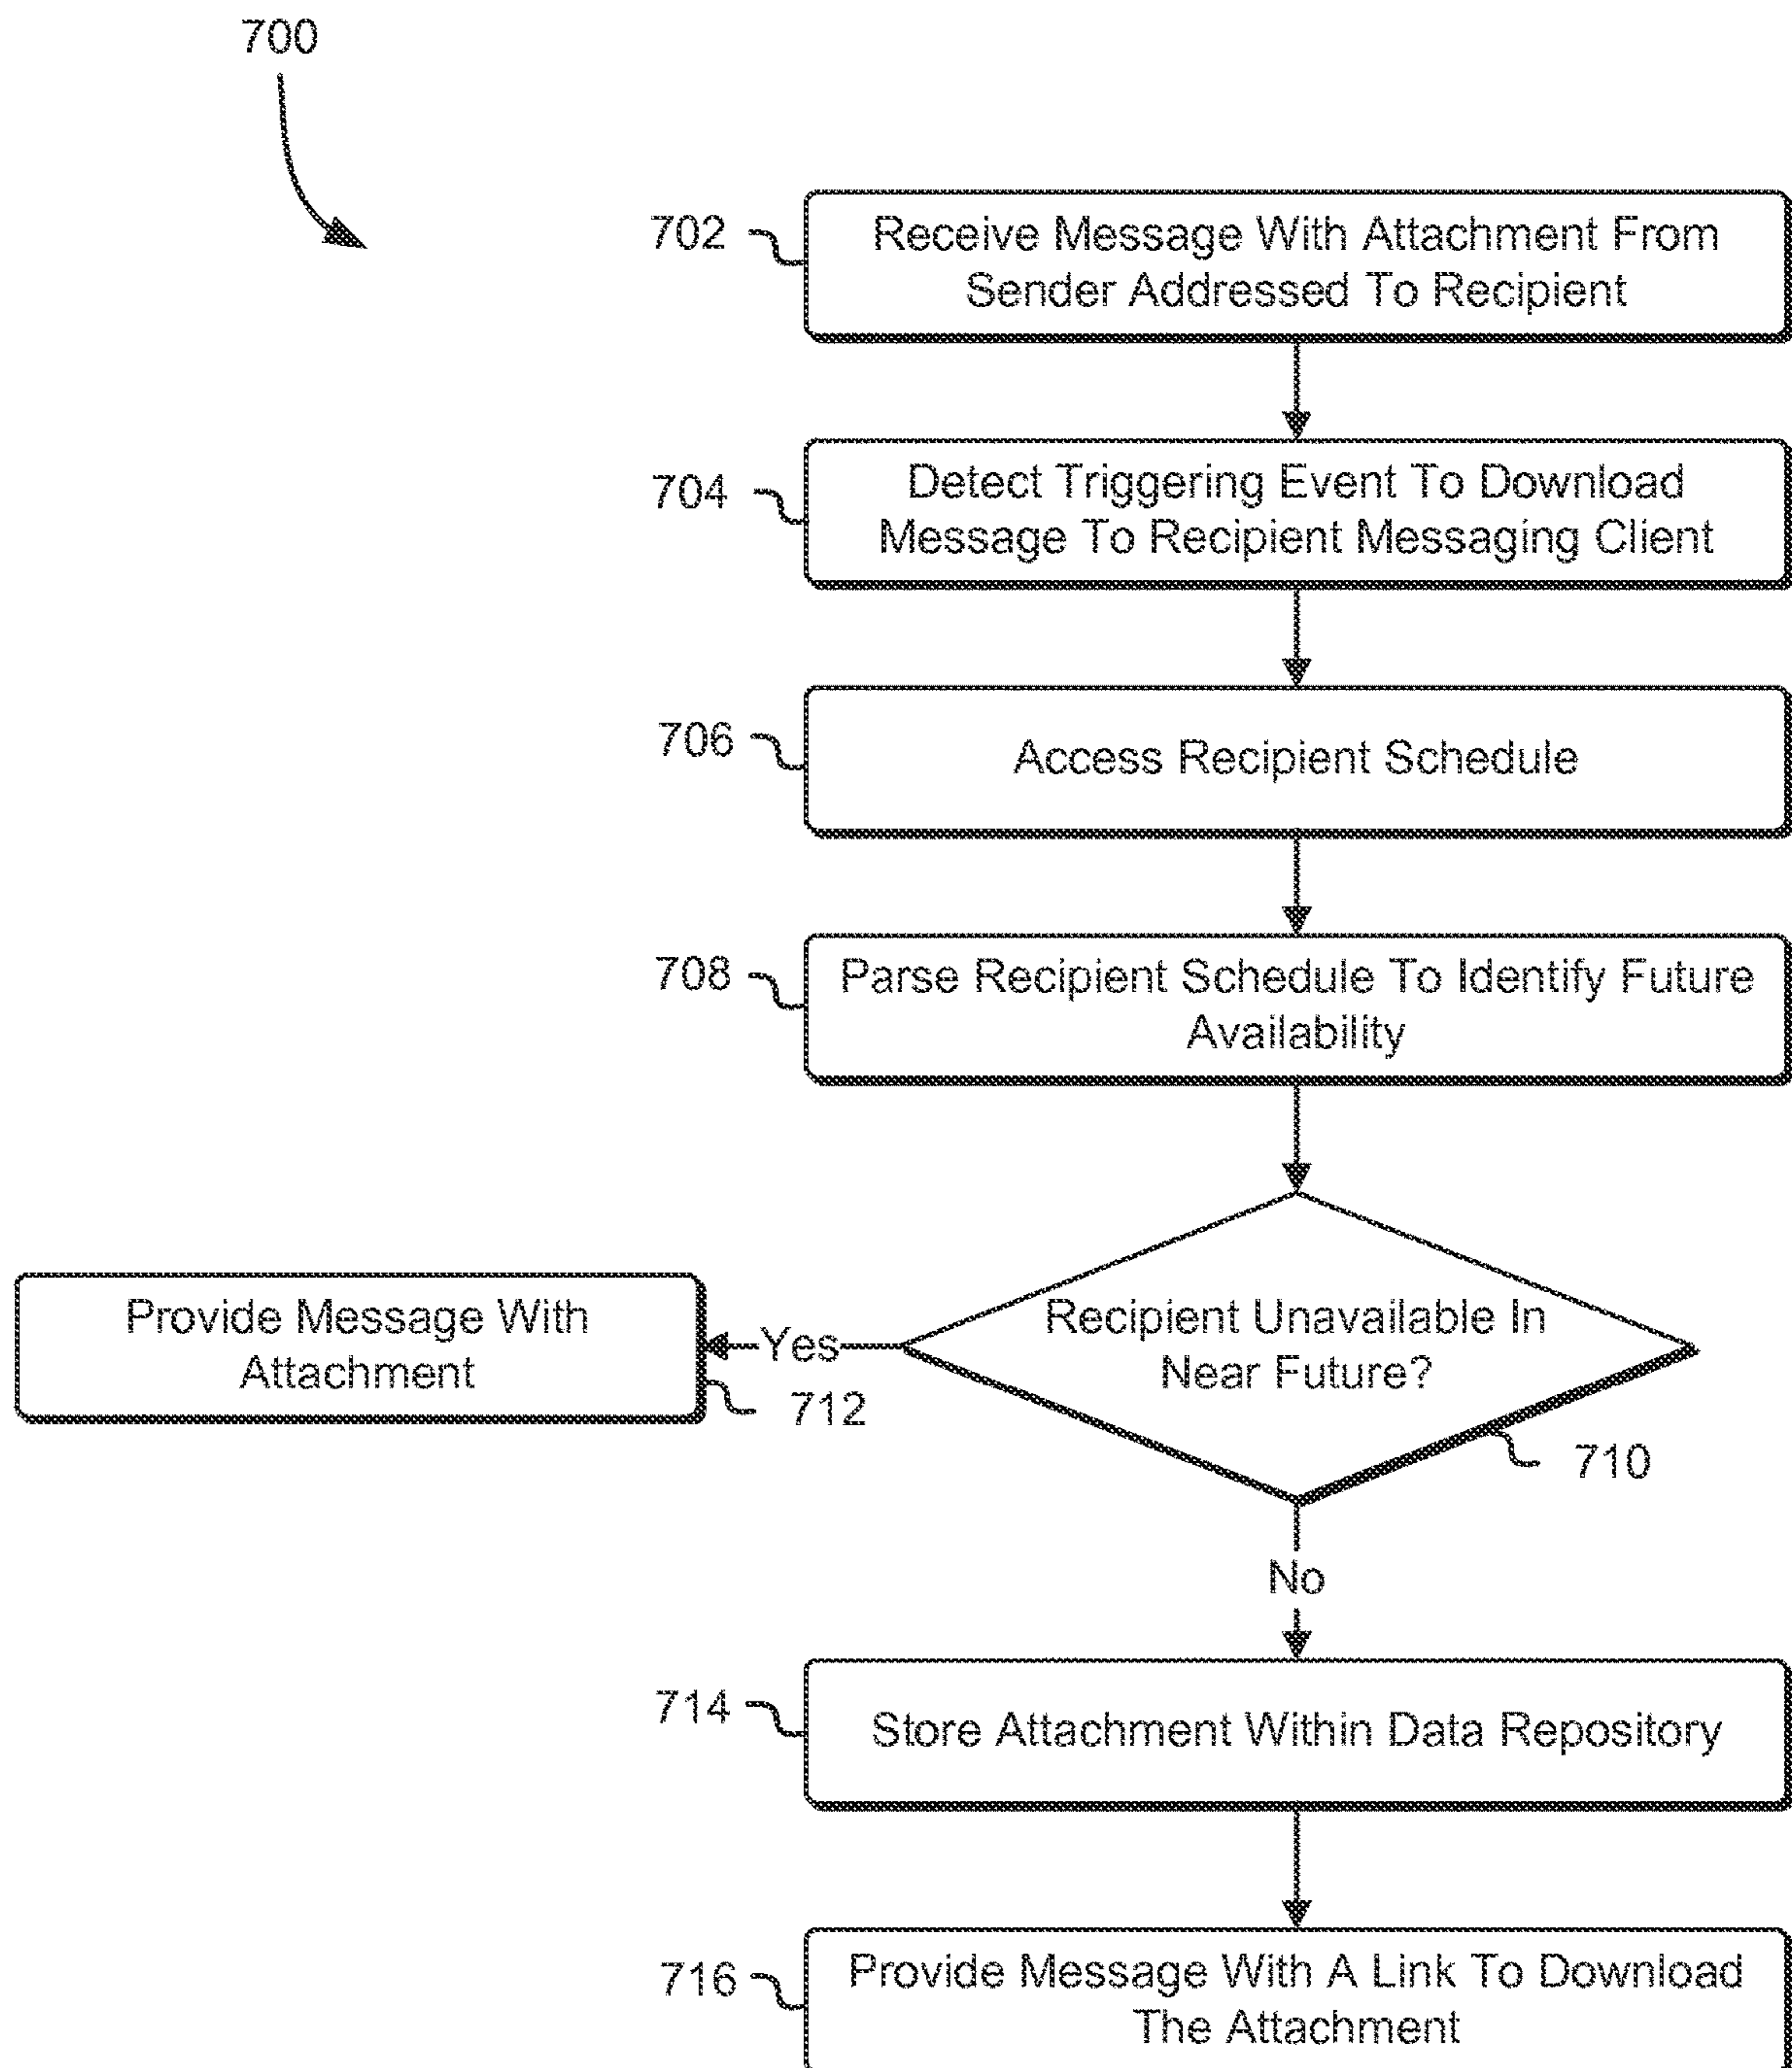 700
702
Receive Message With Attachment From
Sender Addressed To Recipient
704
Detect Triggering Event To Download
Message To Recipient Messaging Client
706
Access Recipient Schedule
708
Parse Recipient Schedule To Identify Future
Availability
Recipient Unavailable In
Near Future?
710
Yes
Provide Message With
Attachment
712
No
714
Store Attachment Within Data Repository
716
Provide Message With A Link To Download
The Attachment